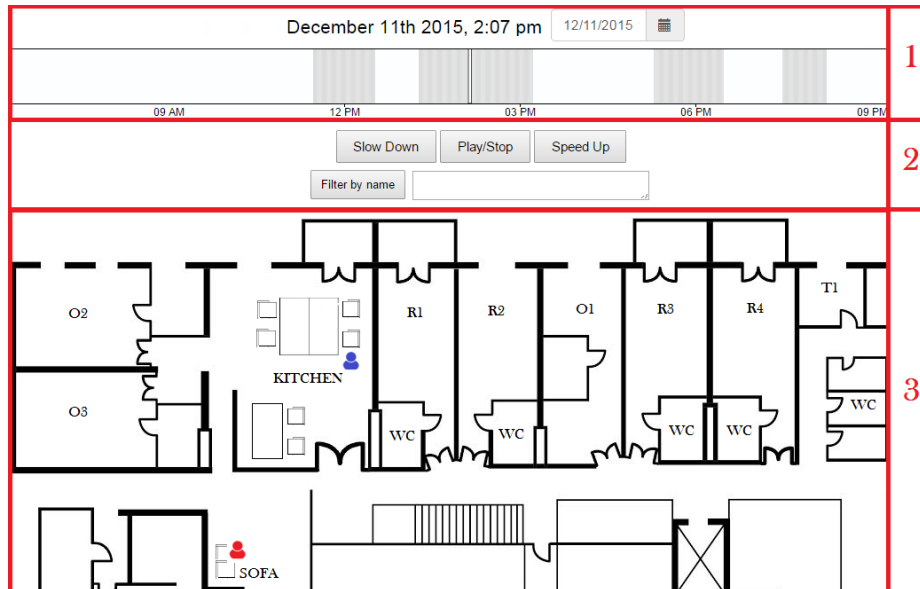 December 11th 2015, 2:07 pm 12/11/2015
1
09 AM 12 PM 03 PM 06 PM 09 PM
Slow Down Play/Stop Speed Up
2
Filter by name
T1
O2 R1 R2 O1 R3 R4
KITCHEN
3
O3 WC
WC WC WC WC
SOFA